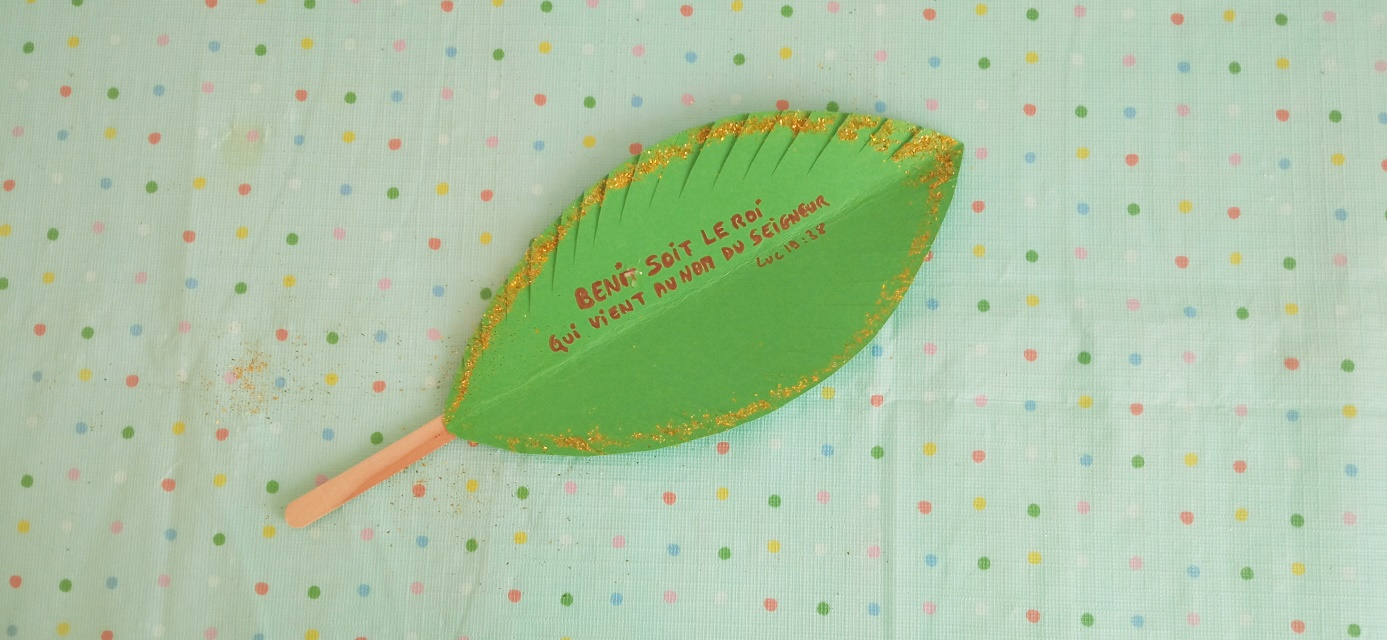 BENIT SOIT LE ROI
QUI VIENT AU NOM DU SEIGNEUR
LUC 19:38